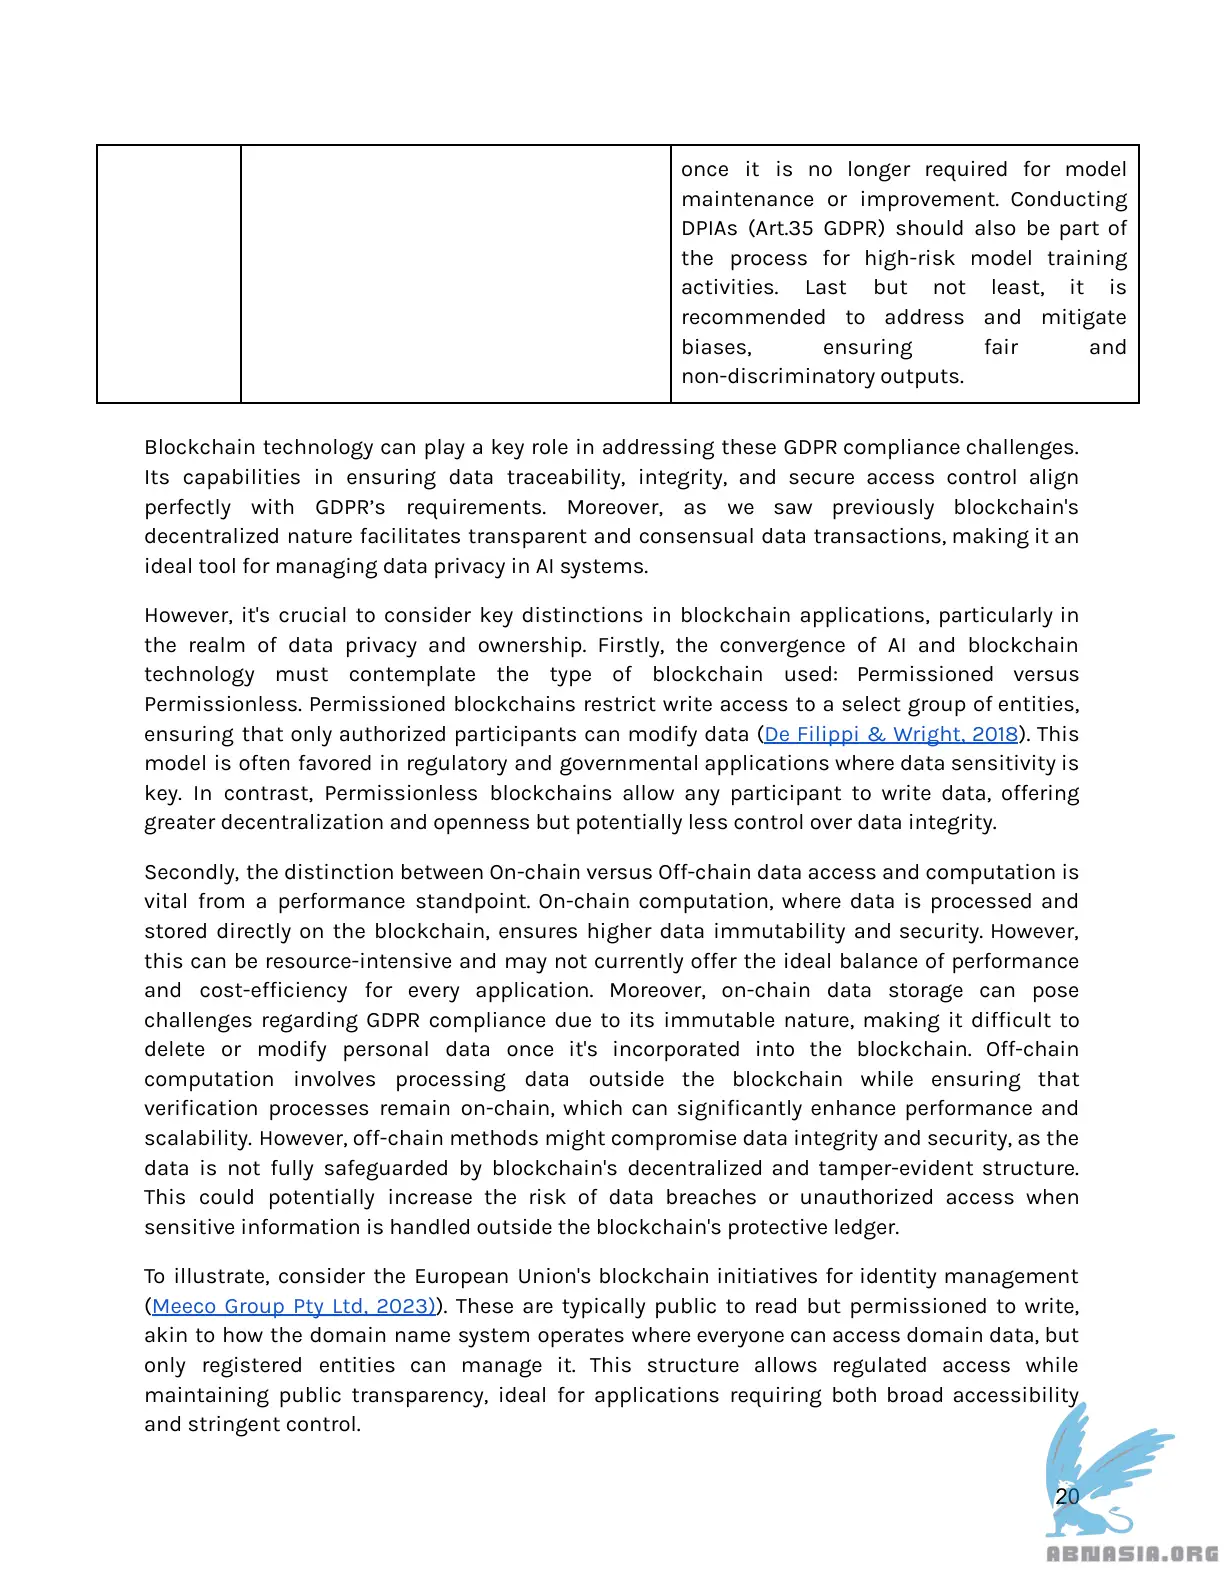 once it is no longer required for model
maintenance or improvement. Conducting
DPIAs (Art.35 GDPR) should also be part of
the process for high-risk model training
activities. Last but not least, it is
recommended to address and mitigate
biases, ensuring fair and
non-discriminatory outputs.
Blockchain technology can play a key role in addressing these GDPR compliance challenges.
Its capabilities in ensuring data traceability, integrity, and secure access control align
perfectly with GDPR’s requirements. Moreover, as we saw previously blockchain's
decentralized nature facilitates transparent and consensual data transactions, making it an
ideal tool for managing data privacy in AI systems.
However, it's crucial to consider key distinctions in blockchain applications, particularly in
the realm of data privacy and ownership. Firstly, the convergence of AI and blockchain
technology must contemplate the type of blockchain used: Permissioned versus
Permissionless. Permissioned blockchains restrict write access to a select group of entities,
ensuring that only authorized participants can modify data (De Filippi & Wright, 2018). This
model is often favored in regulatory and governmental applications where data sensitivity is
key. In contrast, Permissionless blockchains allow any participant to write data, offering
greater decentralization and openness but potentially less control over data integrity.
Secondly, the distinction between On-chain versus Off-chain data access and computation is
vital from a performance standpoint. On-chain computation, where data is processed and
stored directly on the blockchain, ensures higher data immutability and security. However,
this can be resource-intensive and may not currently offer the ideal balance of performance
and cost-efficiency for every application. Moreover, on-chain data storage can pose
challenges regarding GDPR compliance due to its immutable nature, making it difficult to
delete or modify personal data once it's incorporated into the blockchain. Off-chain
computation involves processing data outside the blockchain while ensuring that
verification processes remain on-chain, which can significantly enhance performance and
scalability. However, off-chain methods might compromise data integrity and security, as the
data is not fully safeguarded by blockchain's decentralized and tamper-evident structure.
This could potentially increase the risk of data breaches or unauthorized access when
sensitive information is handled outside the blockchain's protective ledger.
To illustrate, consider the European Union's blockchain initiatives for identity management
(Meeco Group Pty Ltd, 2023)). These are typically public to read but permissioned to write,
akin to how the domain name system operates where everyone can access domain data, but
only registered entities can manage it. This structure allows regulated access while
maintaining public transparency, ideal for applications requiring both broad accessibility
and stringent control.
20
ABNASIA.ORG